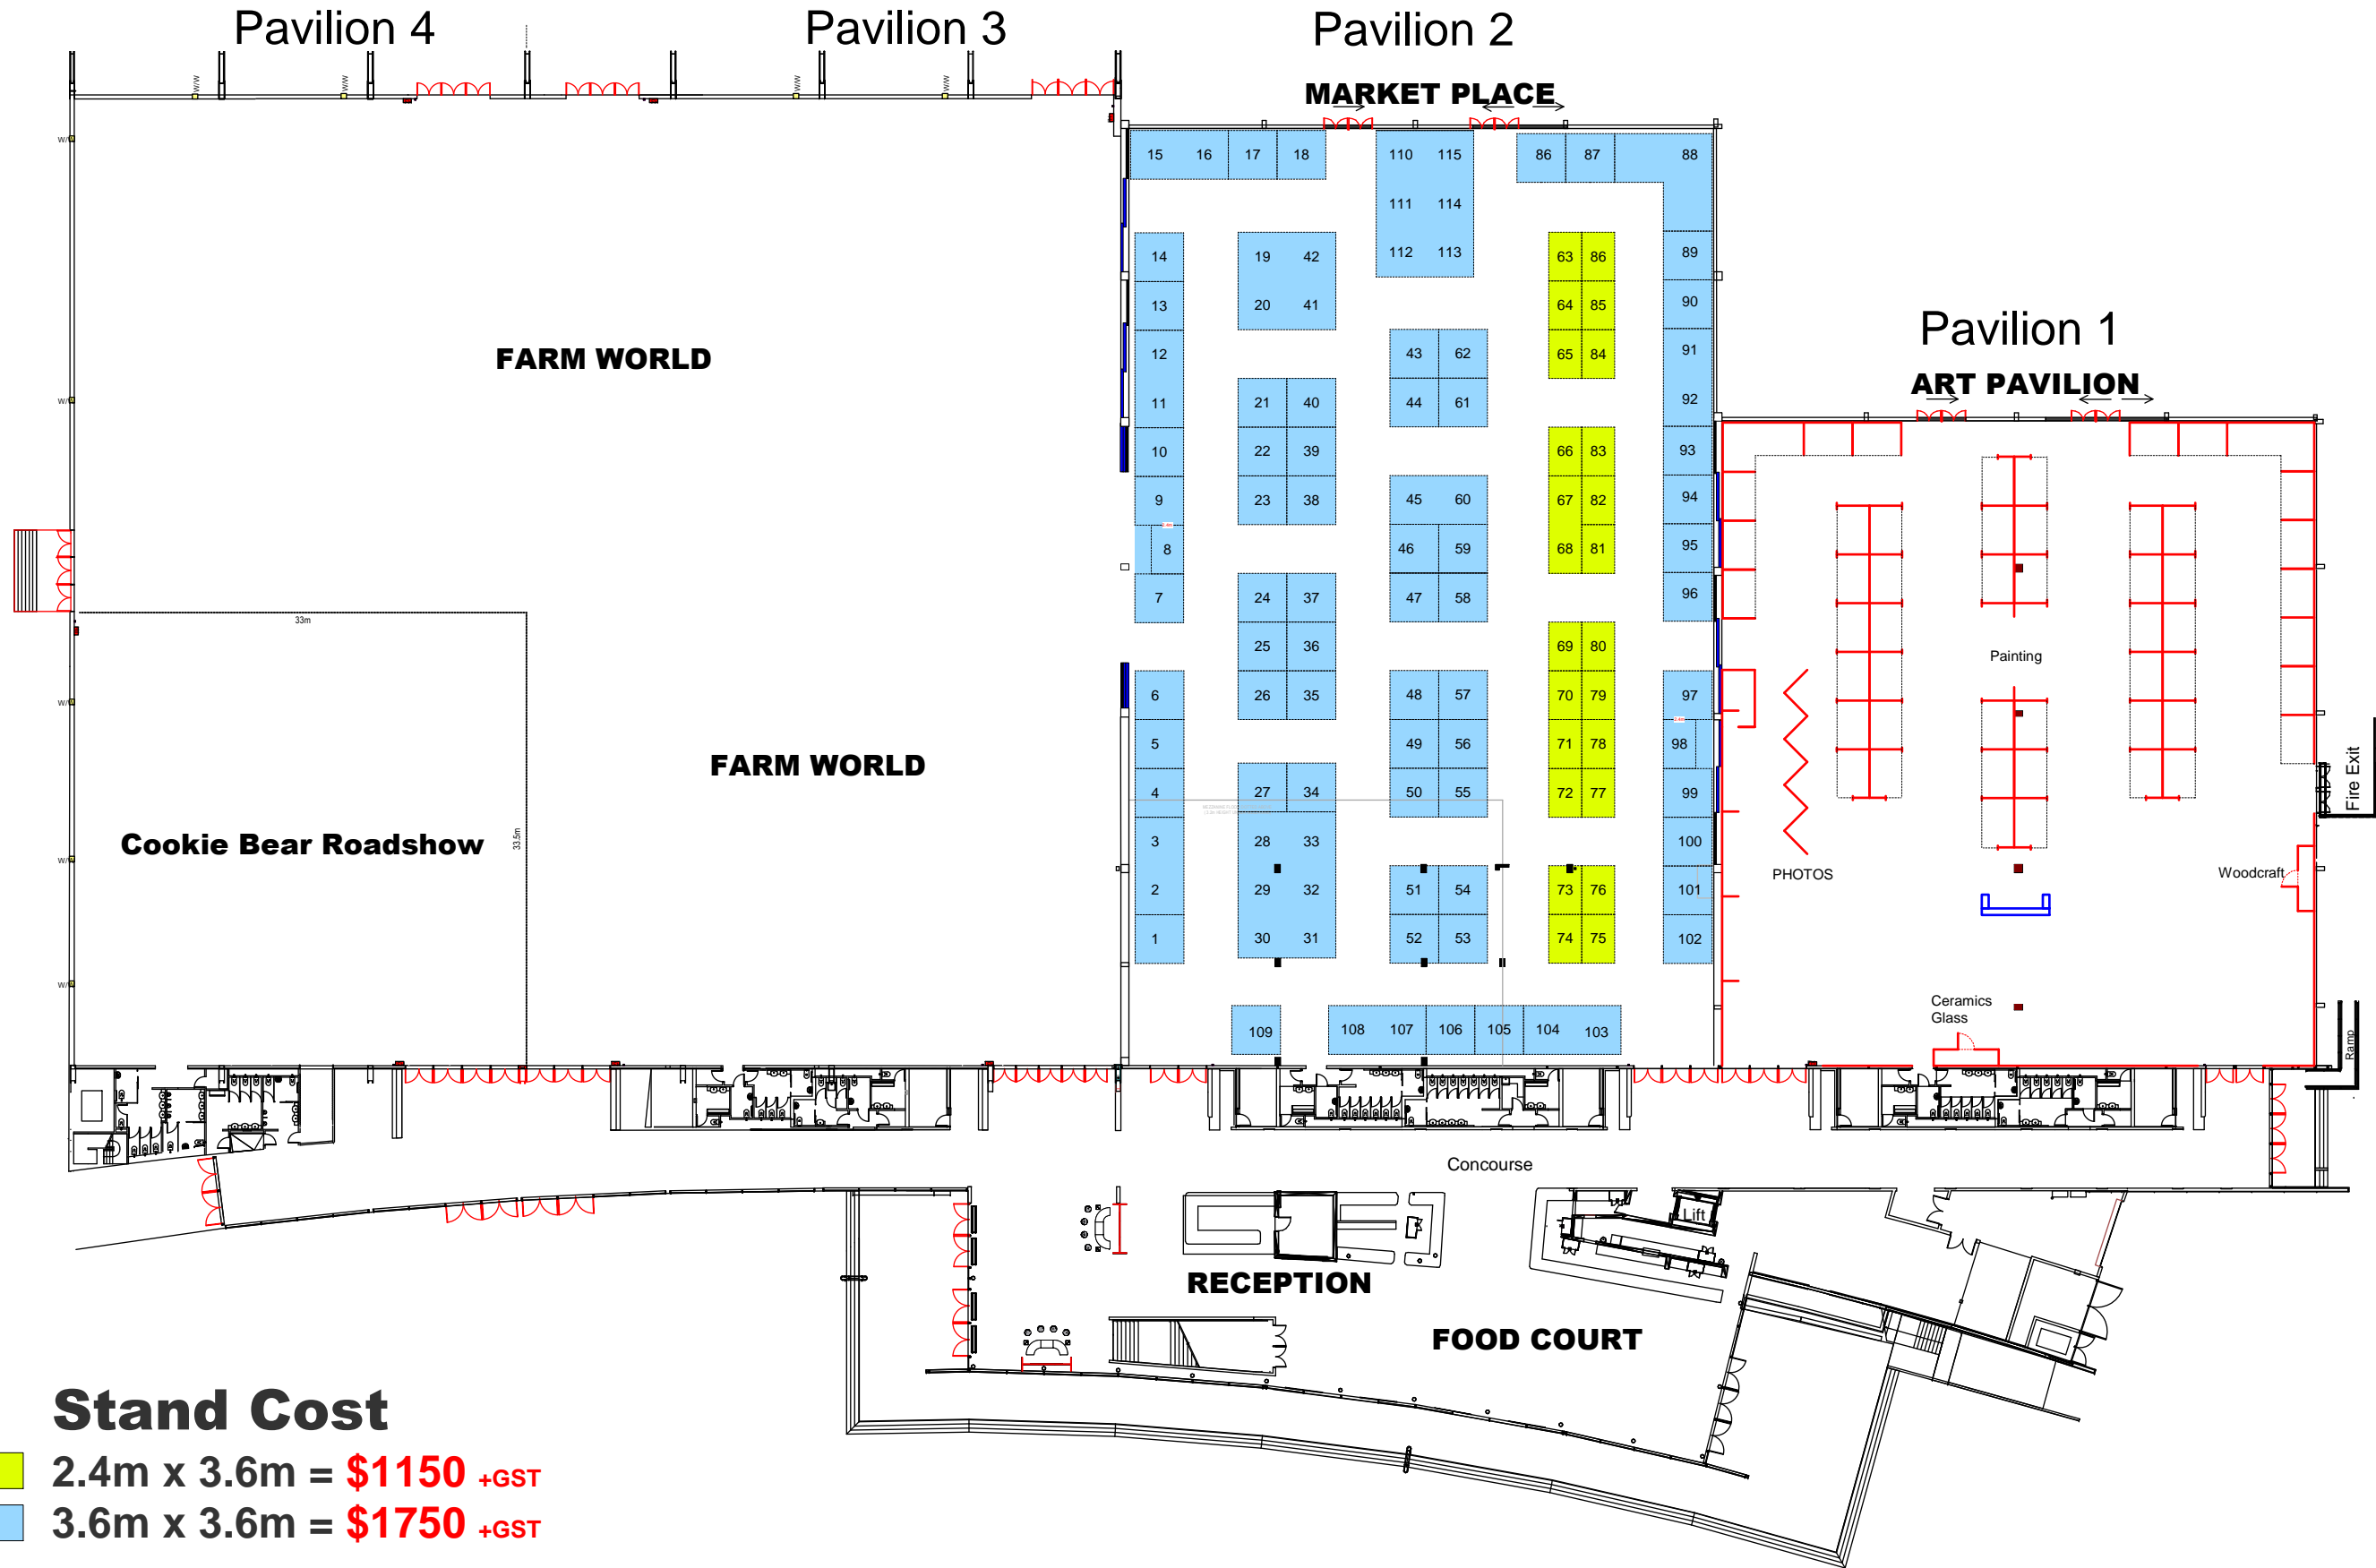 Pavilion 4
Pavilion 3
Pavilion 2
MARKET PLACE
W/W
W/W
W/W
W/W
15 16 17 18
110 115
86 87 88
111 114
112 113
14
19 42
63 86
89
13
20 41
64 85
90
Pavilion 1
ART PAVILION
12
43 62
65 84
91
FARM WORLD
11
21 40
44 61
92
10
22 39
66 83
93
9
23 38
45 60
67 82
94
8
46 59
68 81
95
7
24 37
47 58
96
33m
25 36
69 80
Painting
6
26 35
48 57
70 79
97
5
49 56
71 78
98
FARM WORLD
4
27 34
50 55
72 77
99
Fire Exit
Cookie Bear Roadshow
33.5m
3
28 33
100
PHOTOS
Woodcraft
2
29 32
51 54
73 76
101
1
30 31
52 53
74 75
102
Ceramics
Glass
109
108 107 106 105 104 103
Ramp
Concourse
Lift
RECEPTION
FOOD COURT
Stand Cost
2.4m x 3.6m = $1150 +GST
3.6m x 3.6m = $1750 +GST